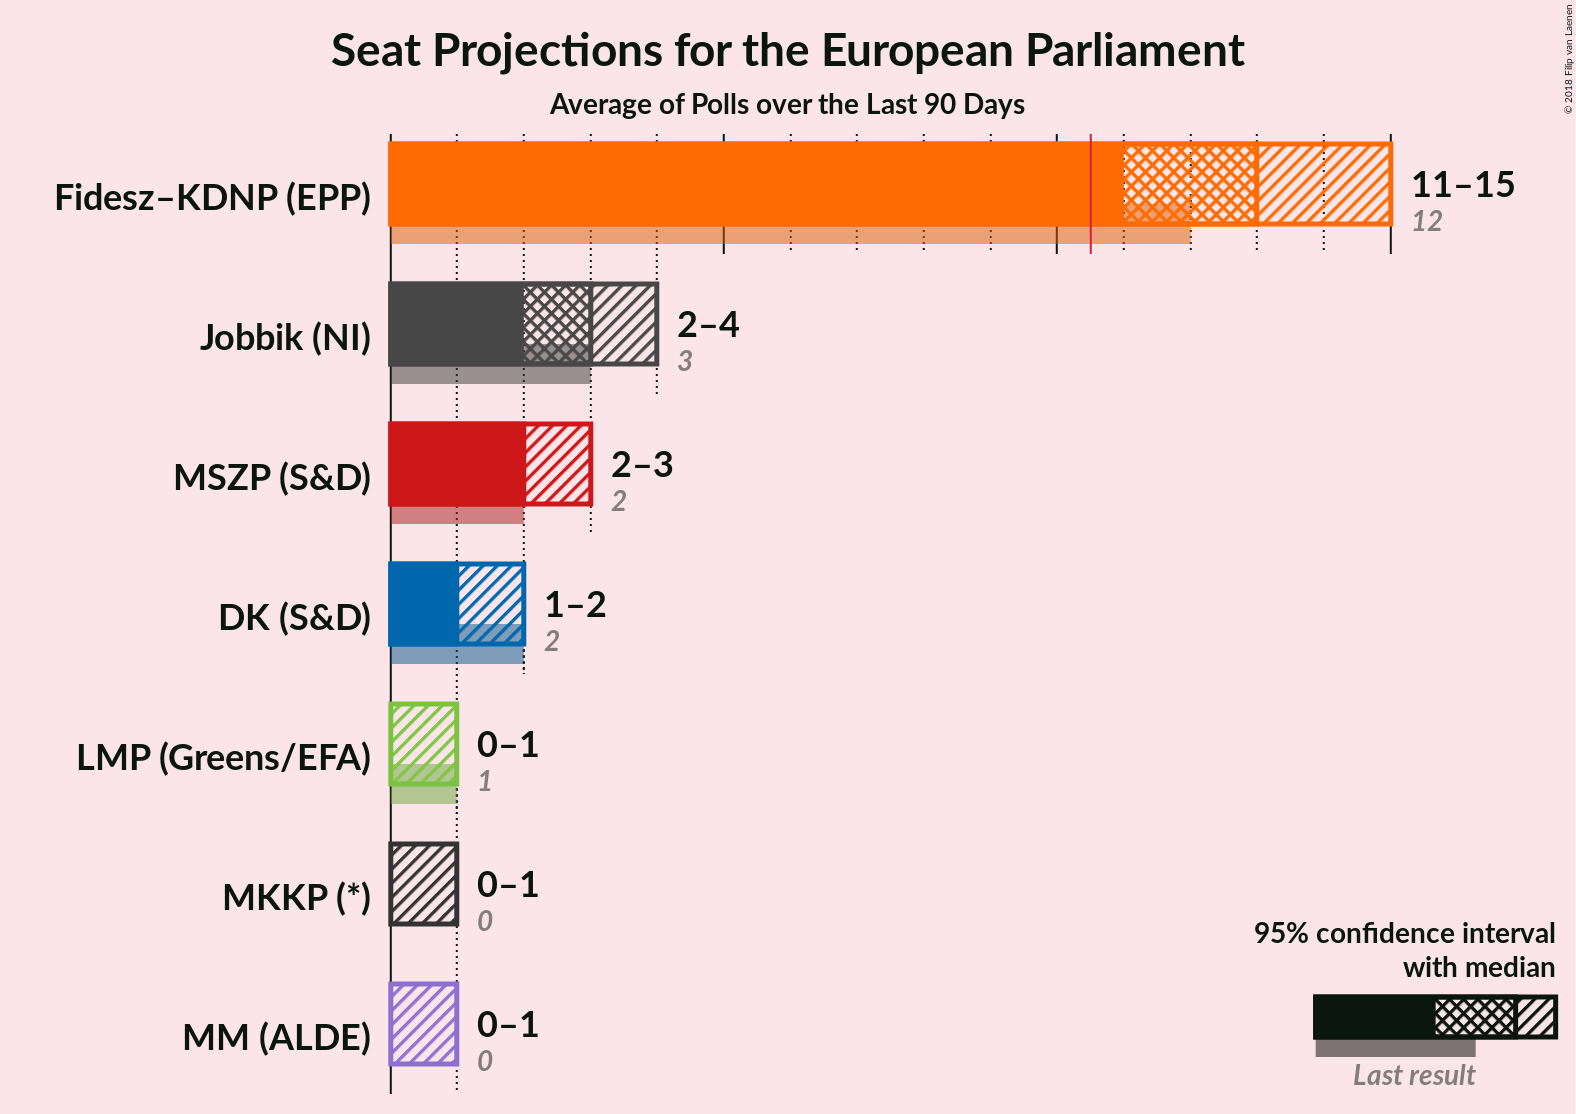 Seat Projections for the European Parliament
Average of Polls over the Last 90 Days
© 2018 Filip van Laenen
Fidesz–KDNP (EPP)
11–15
12
Jobbik (NI)
2–4
3
MSZP (S&D)
2–3
2
DK (S&D)
1–2
2
LMP (Greens/EFA)
0–1
1
MKKP (*)
0–1
0
MM (ALDE)
0–1
0
95% confidence interval
with median
Last result